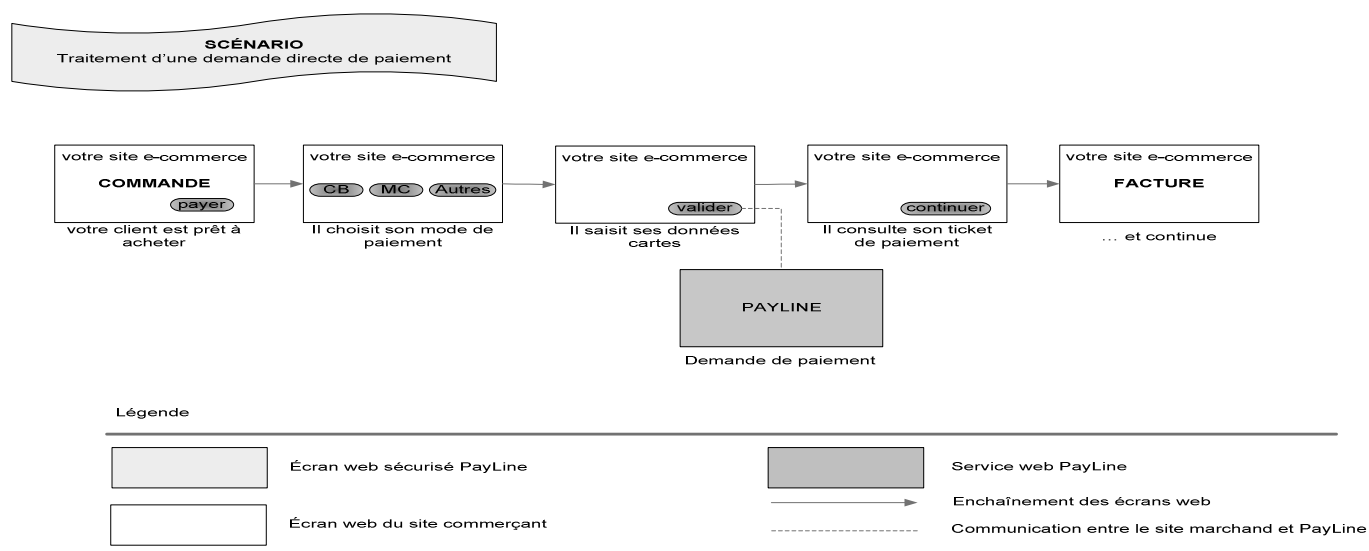 SCÉNARIO
Traitement d'une demande directe de paiement
votre site e-commerce
COMMANDE
payer
votre client est prêt à
acheter
votre site e-commerce
CB MC Autres
Il choisit son mode de
paiement
votre site e-commerce
valider
Il saisit ses données
cartes
votre site e-commerce
continuer
Il consulte son ticket
de paiement
votre site e-commerce
FACTURE
... et continue
PAYLINE
Demande de paiement
Légende
Écran web sécurisé PayLine
Écran web du site commerçant
Service web PayLine
Enchaînement des écrans web
Communication entre le site marchand et PayLine